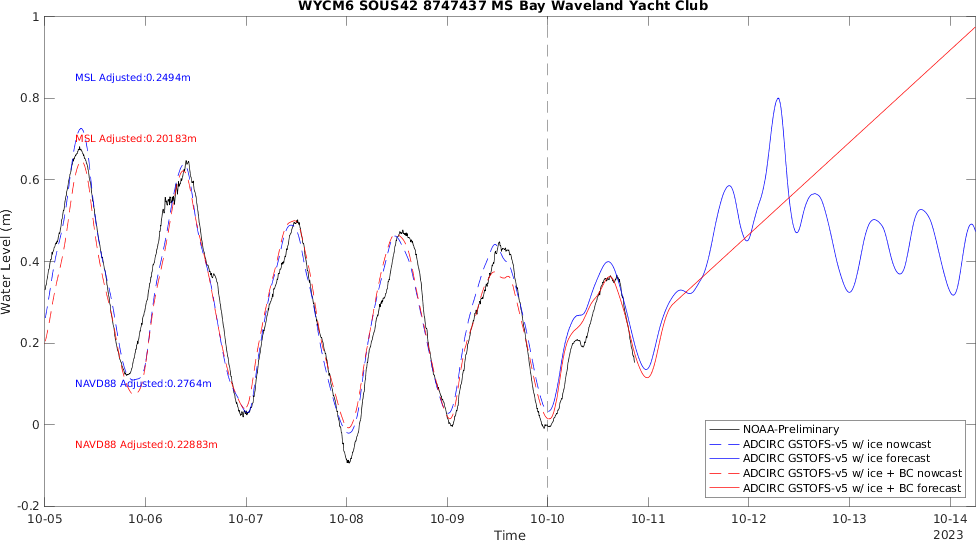 WYCM6 SOUS42 8747437 MS Bay Waveland Yacht Club
1
0.8
0.6
0.4
0.2
0
-0.2
Water Level (m)
MSL Adjusted:0.2494m
MSL Adjusted:0.20183m
NAVD88 Adjusted:0.2764m
NAVD88 Adjusted:0.22883m
NOAA-Preliminary
ADCIRC GSTOFS-v5 w/ ice nowcast
ADCIRC GSTOFS-v5 w/ ice forecast
ADCIRC GSTOFS-v5 w/ ice + BC nowcast
ADCIRC GSTOFS-v5 w/ ice + BC forecast
10-05 10-06 10-07 10-08 10-09 10-10 10-11 10-12 10-13 10-14
Time
2023